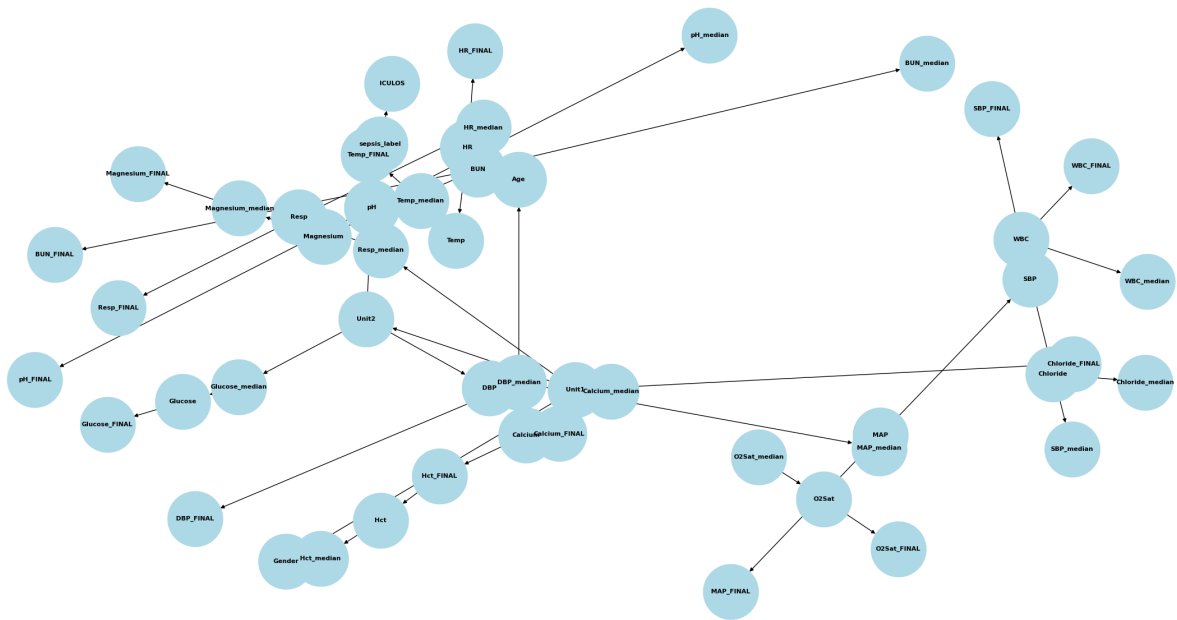 pH_median
HR_FINAL
BUN_median
ICULOS
SBP_FINAL
HR_median
sepsis_label
HR
Temp_FINAL
WBC_FINAL
BUN
Magnesium_FINAL
Age
Temp_median
pH
Magnesium_median
Resp
Magnesium
Temp
WBC
Resp_median
BUN_FINAL
SBP
WBC_median
Resp_FINAL
Unit2
Chloride_FINAL
Chloride
pH_FINAL
DBP_median
Chloride_median
Glucose_median
DBP
Unit1
Calcium_median
Glucose
Glucose_FINAL
Calcium
Calcium_FINAL
MAP
MAP_median
SBP_median
O2Sat_median
Hct_FINAL
O2Sat
DBP_FINAL
Hct
O2Sat_FINAL
Hct_median
Gender
MAP_FINAL